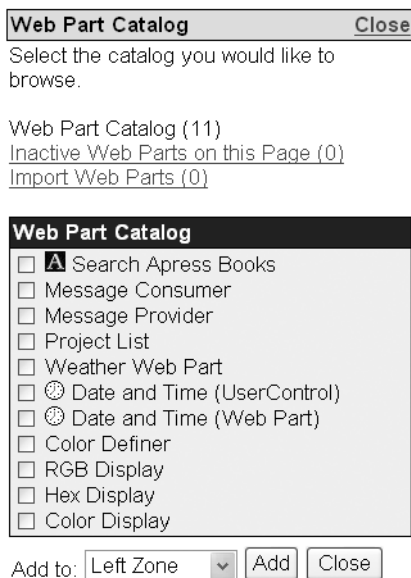 Web Part Catalog Close
Select the catalog you would like to
browse.
Web Part Catalog (11)
Inactive Web Parts on this Page (0)
Import Web Parts (0)
Web Part Catalog
A Search Apress Books
Message Consumer
Message Provider
Project List
Weather Web Part
Date and Time (UserControl)
Date and Time (Web Part)
Color Definer
RGB Display
Hex Display
Color Display
Add to: Left Zone Add Close